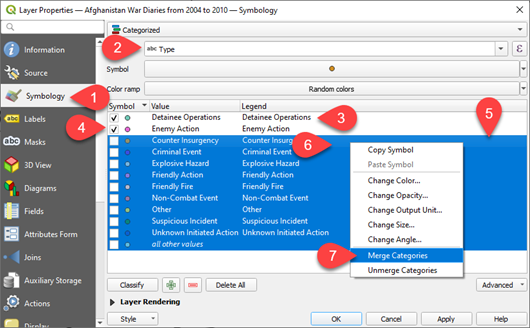 Layer Properties — Afghanistan War Diaries from 2004 to 2010 — Symbology
Information
Source
Symbology
Labels
Masks
3D View
Diagrams
Fields
Attributes Form
Joins
Auxiliary Storage
Actions
Display
Categorized
Value abc Type ε
Symbol
Color ramp Random colors
Symbol Value Legend
Detainee Operations Detainee Operations
Enemy Action Enemy Action
Counter Insurgency Counter Insurgency
Criminal Event Criminal Event
Explosive Hazard Explosive Hazard
Friendly Action Friendly Action
Friendly Fire Friendly Fire
Non-Combat Event Non-Combat Event
Other Other
Suspicious Incident Suspicious Incident
Unknown Initiated Action Unknown Initiated Action
all other values
Copy Symbol
Paste Symbol
Change Color...
Change Opacity...
Change Output Unit...
Change Size...
Change Angle...
Merge Categories
Unmerge Categories
1
2
3
4
5
6
7
Classify Delete All Advanced
Layer Rendering
Style OK Cancel Apply Help